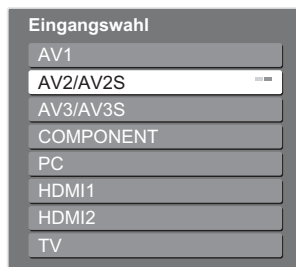 Eingangswahl
AV1
AV2/AV2S
AV3/AV3S
COMPONENT
PC
HDMI1
HDMI2
TV